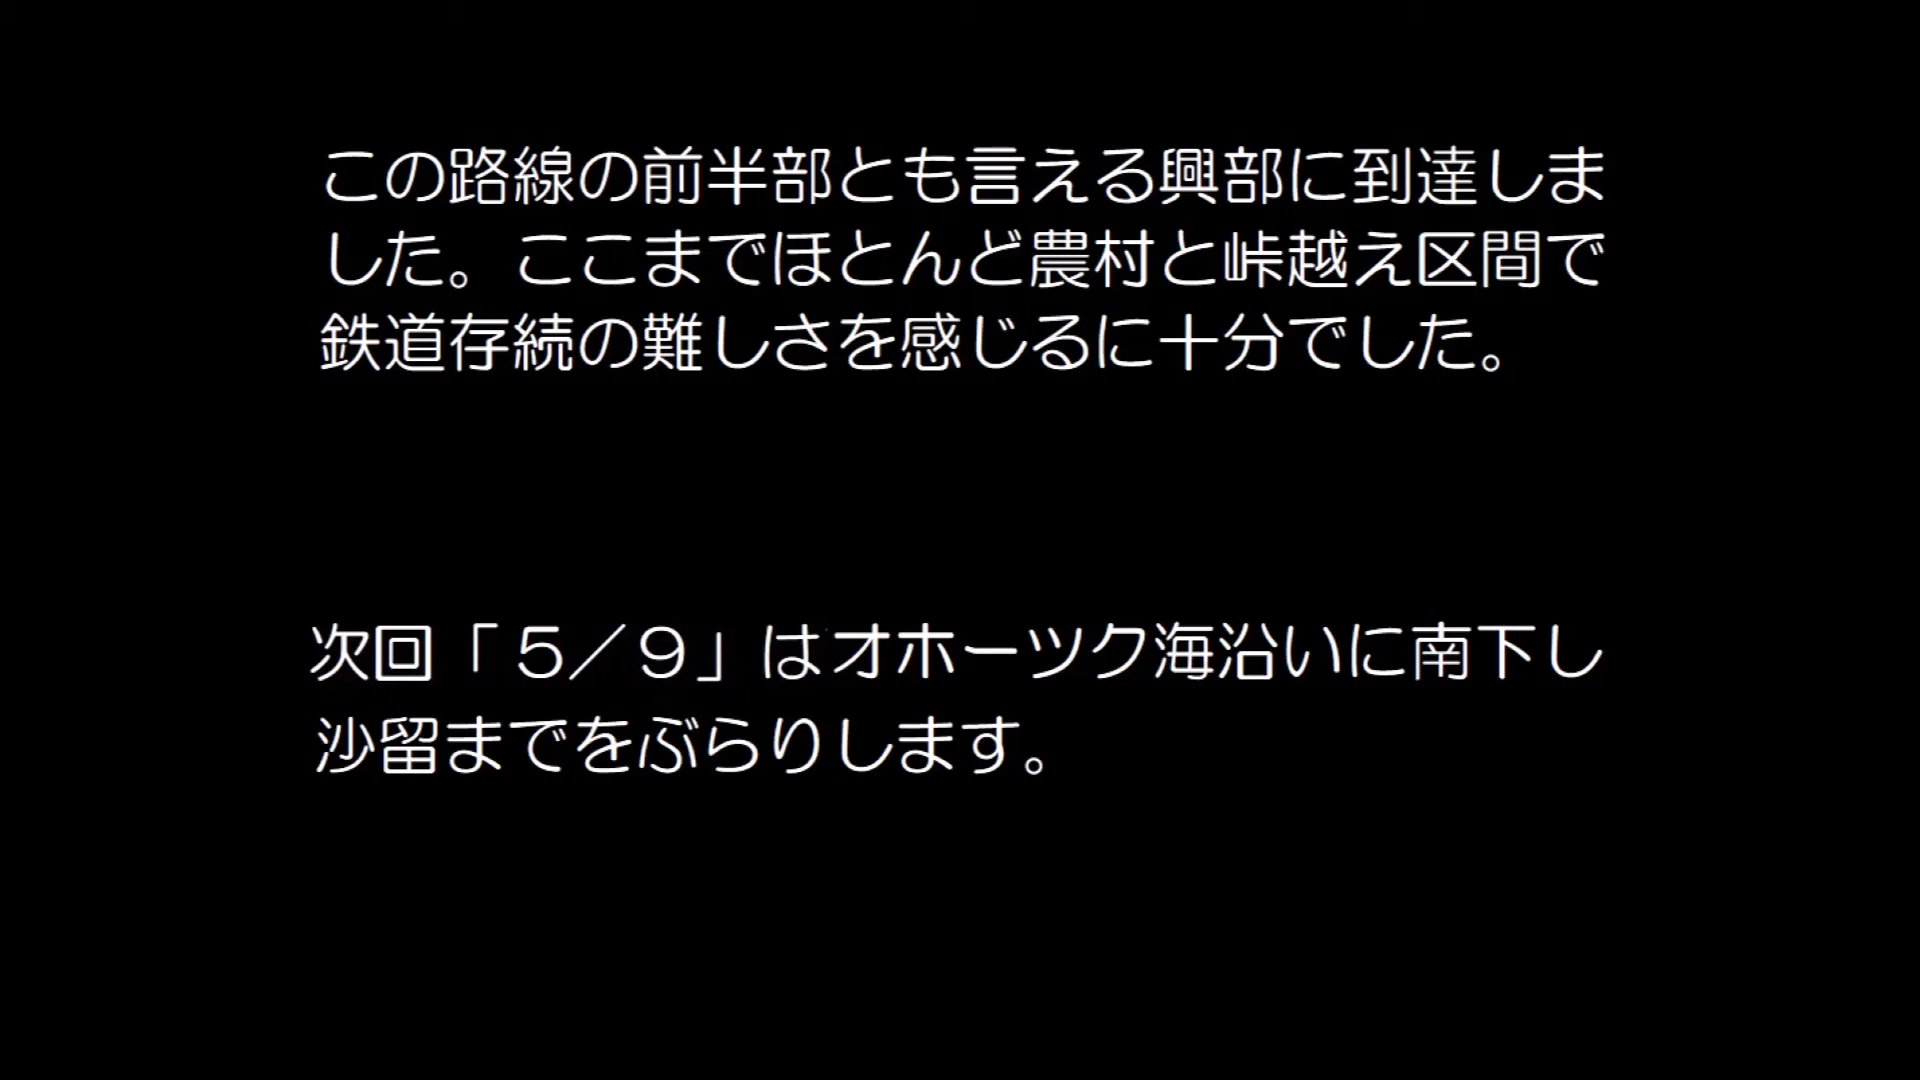 この路線の前半部とも言える興部に到達しま
した。ここまでほとんど農村と峠越え区間で
鉄道存続の難しさを感じるに十分でした。
次回「５／９」はオホーツク海沿いに南下し
沙留までをぶらりします。